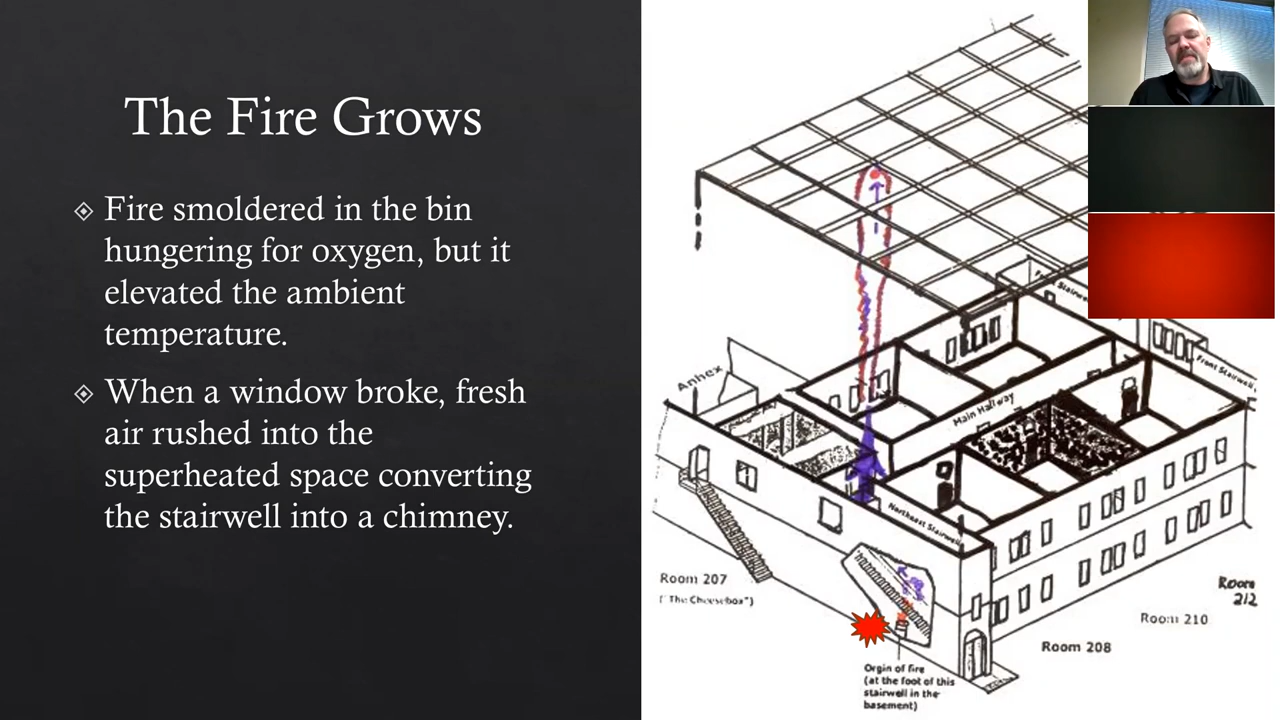 The Fire Grows
Fire smoldered in the bin
hungering for oxygen, but it
elevated the ambient
temperature.
When a window broke, fresh
air rushed into the
superheated space converting
the stairwell into a chimney.
Annex
Main Hallway
Front Stairwell
Northeast Stairwell
Room 207
("The Cheesebox")
Room
212
Room 210
Room 208
Orgin of fire
(at the foot of this
stairwell in the
basement)